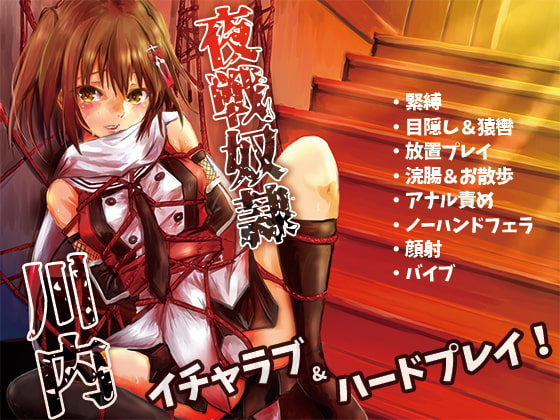 夜戦奴隷
川内
・緊縛
・目隠し＆猿轡
・放置プレイ
・浣腸＆お散歩
・アナル責め
・ノーハンドフェラ
・顔射
・バイブ
イチャラブ＆ハードプレイ！